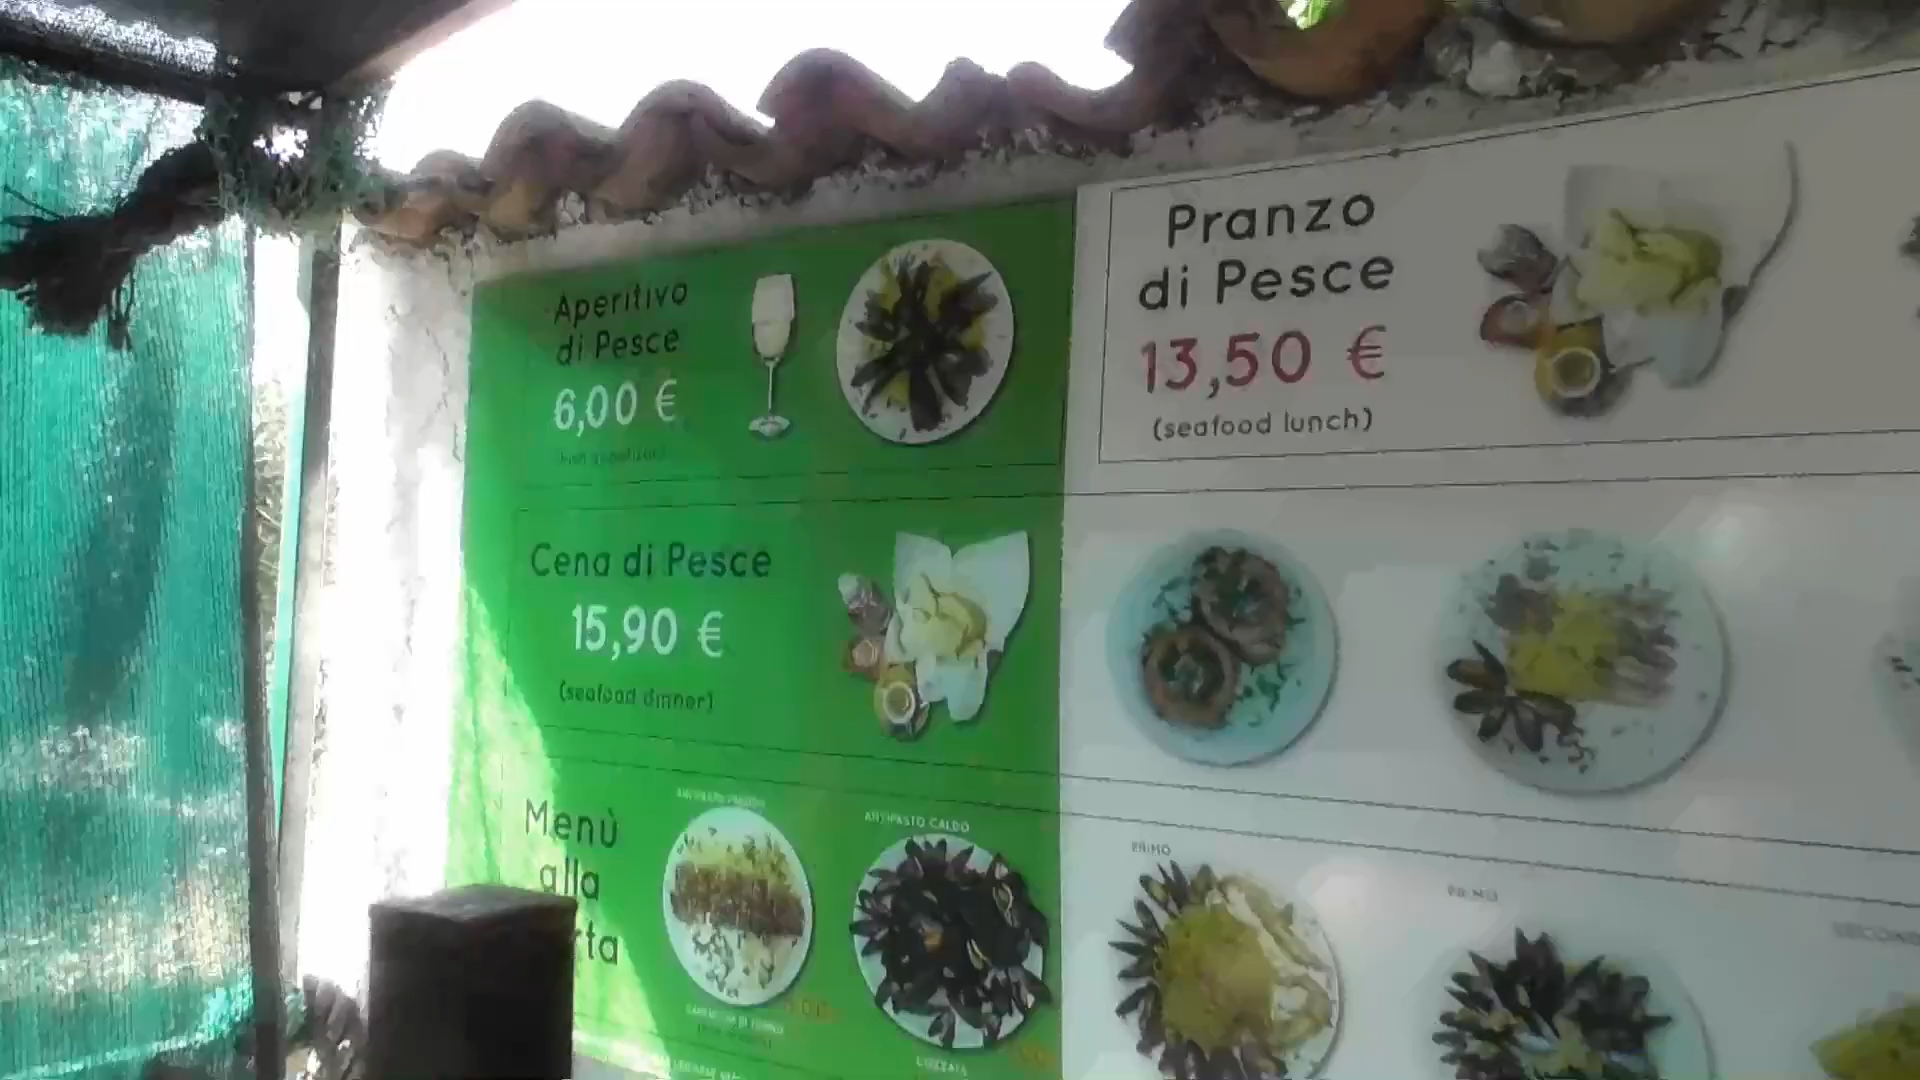 Aperitivo
di Pesce
6,00 €
Cena di Pesce
15,90 €
(seafood dinner)
Menù
alla
rta
ANTIPASTO CALDO
Pranzo
di Pesce
13,50 €
(seafood lunch)
PRIMO
PRIMO